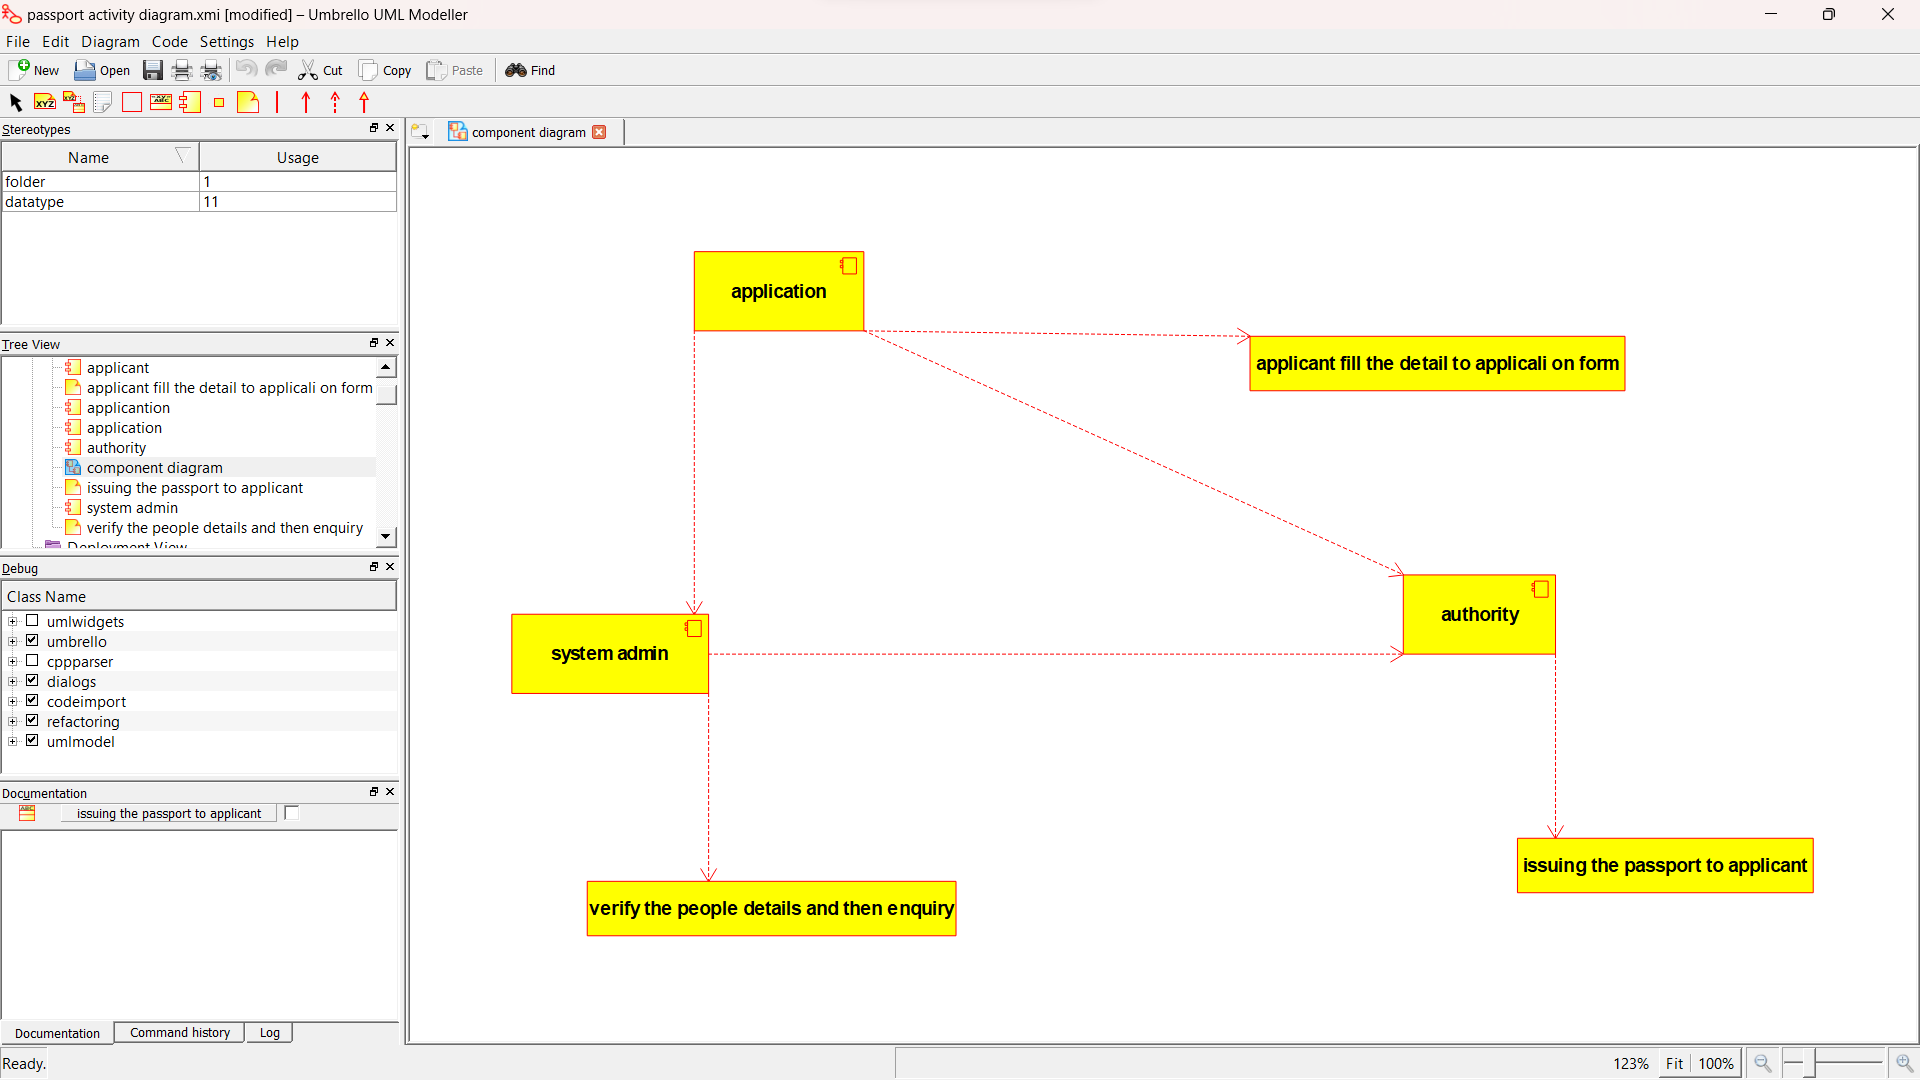 passport activity diagram.xmi [modified] – Umbrello UML Modeller
File Edit Diagram Code Settings Help
New Open Cut Copy Paste Find
XYZ XYZ ABC
Stereotypes
component diagram
Name Usage
folder 1
datatype 11
Tree View
applicant
applicant fill the detail to applicali on form
applicantion
application
authority
component diagram
issuing the passport to applicant
system admin
verify the people details and then enquiry
Deployment View
Debug
Class Name
umlwidgets
umbrello
cppparser
dialogs
codeimport
refactoring
umlmodel
Documentation
ABC issuing the passport to applicant
Documentation Command history Log
application
applicant fill the detail to applicali on form
authority
system admin
issuing the passport to applicant
verify the people details and then enquiry
Ready.
123% Fit 100%